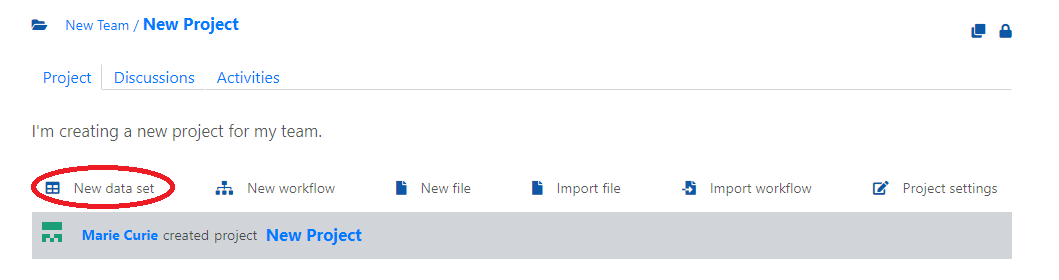 New Team / New Project
Project Discussions Activities
I'm creating a new project for my team.
New data set New workflow New file Import file Import workflow Project settings
Marie Curie created project New Project